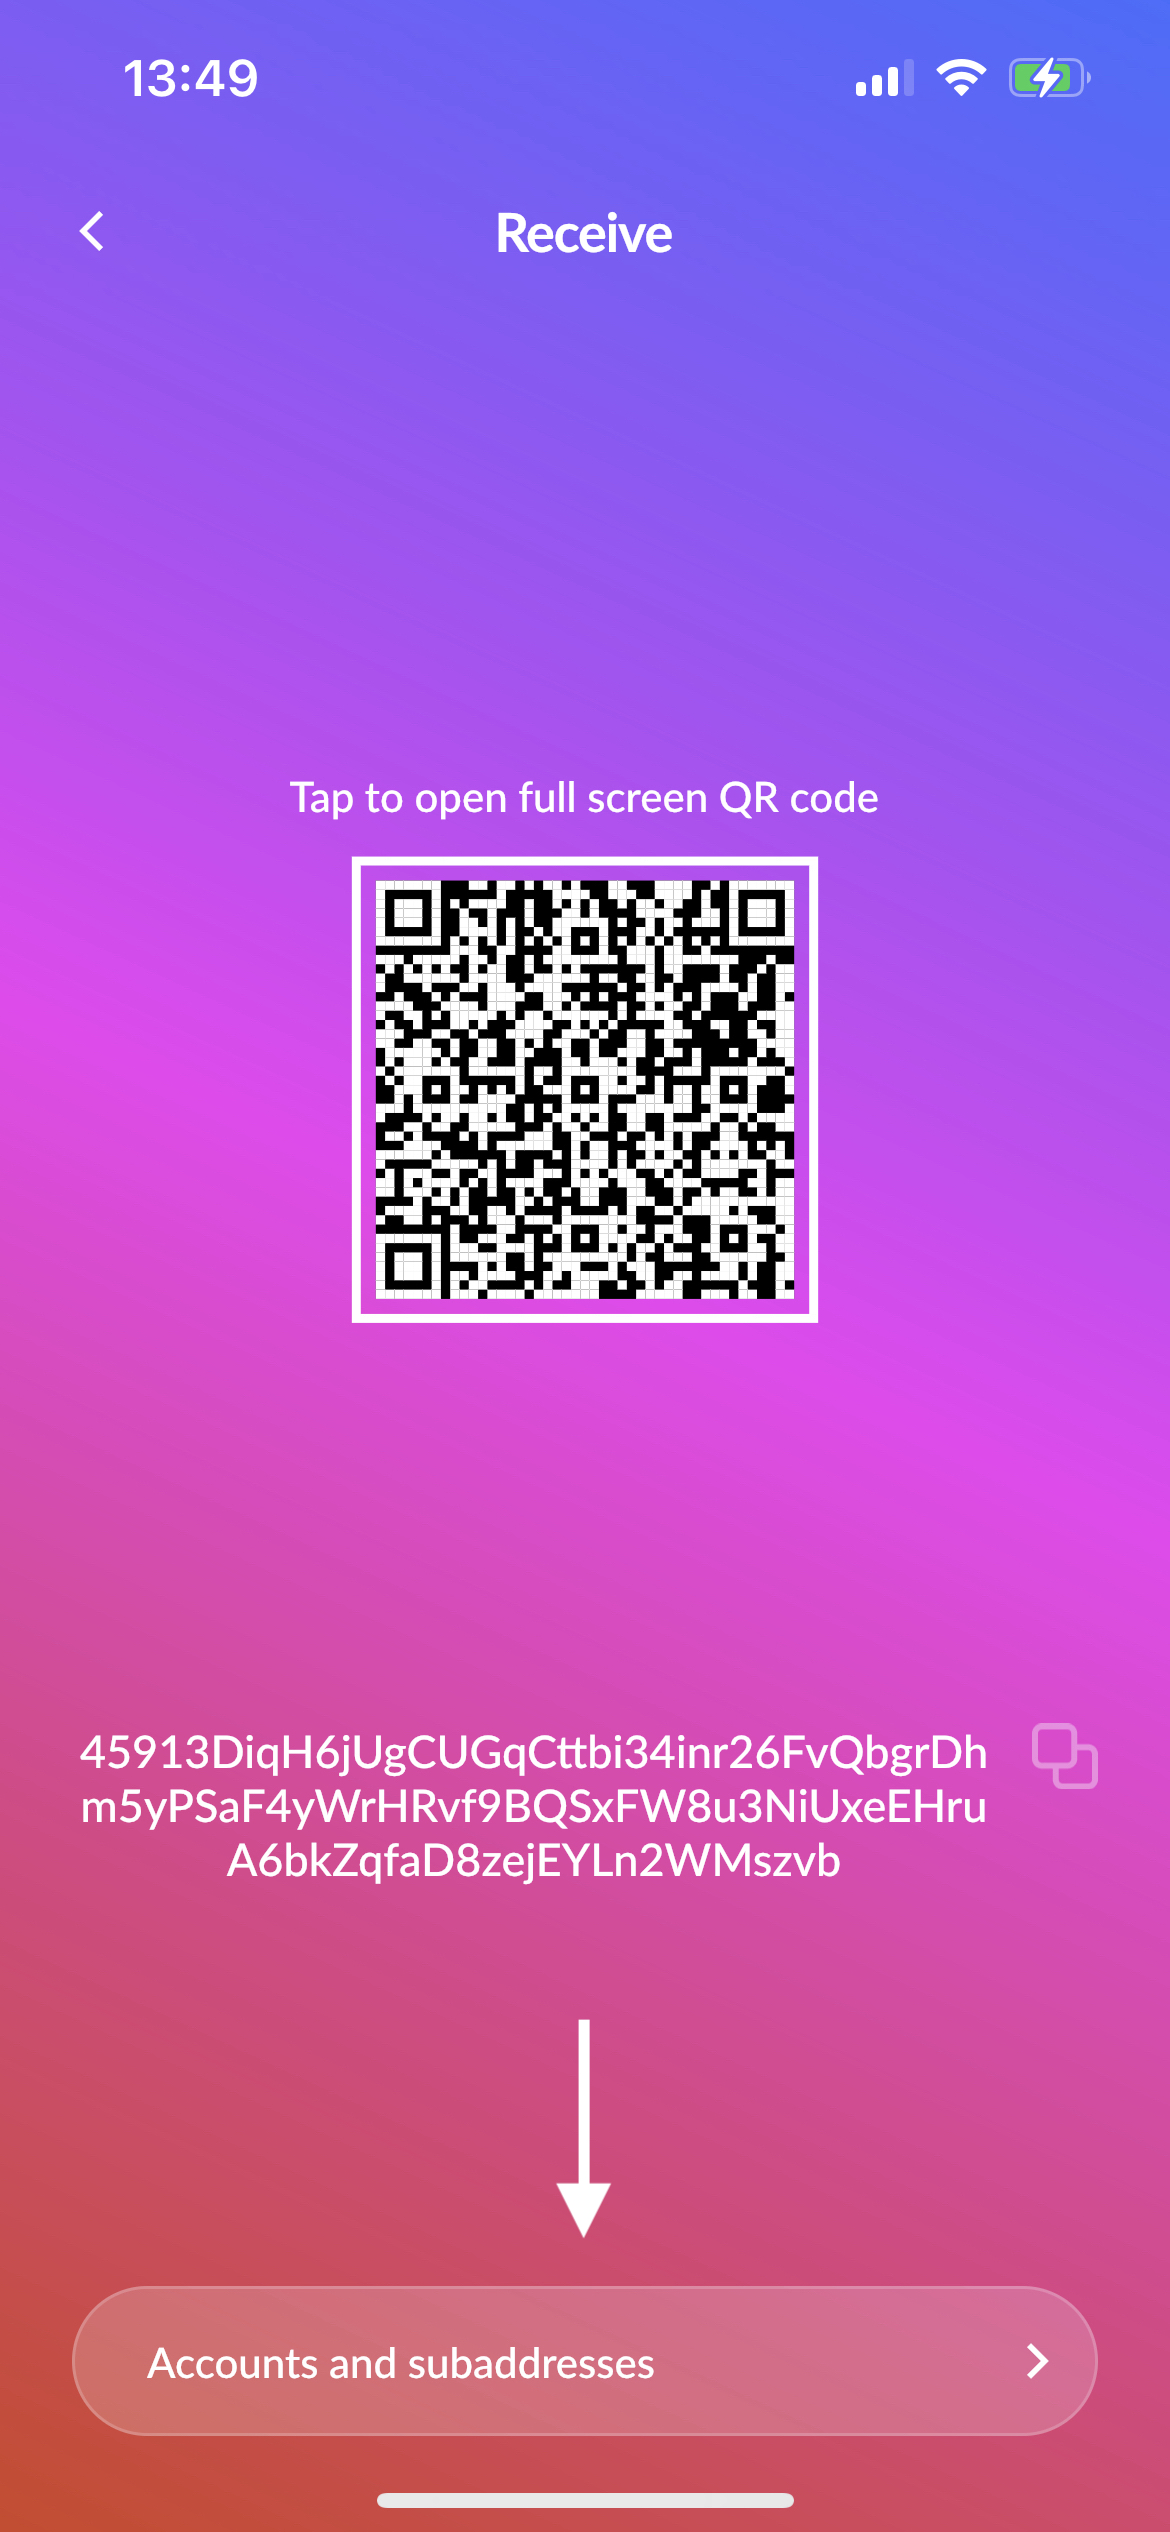 13:49
Receive
Tap to open full screen QR code
45913DiqH6jUgCUGqCttbi34inr26FvQbgrDh
m5yPSaF4yWrHRvf9BQSxFW8u3NiUxeEHru
A6bkZqfaD8zejEYLn2WMszvb
Accounts and subaddresses